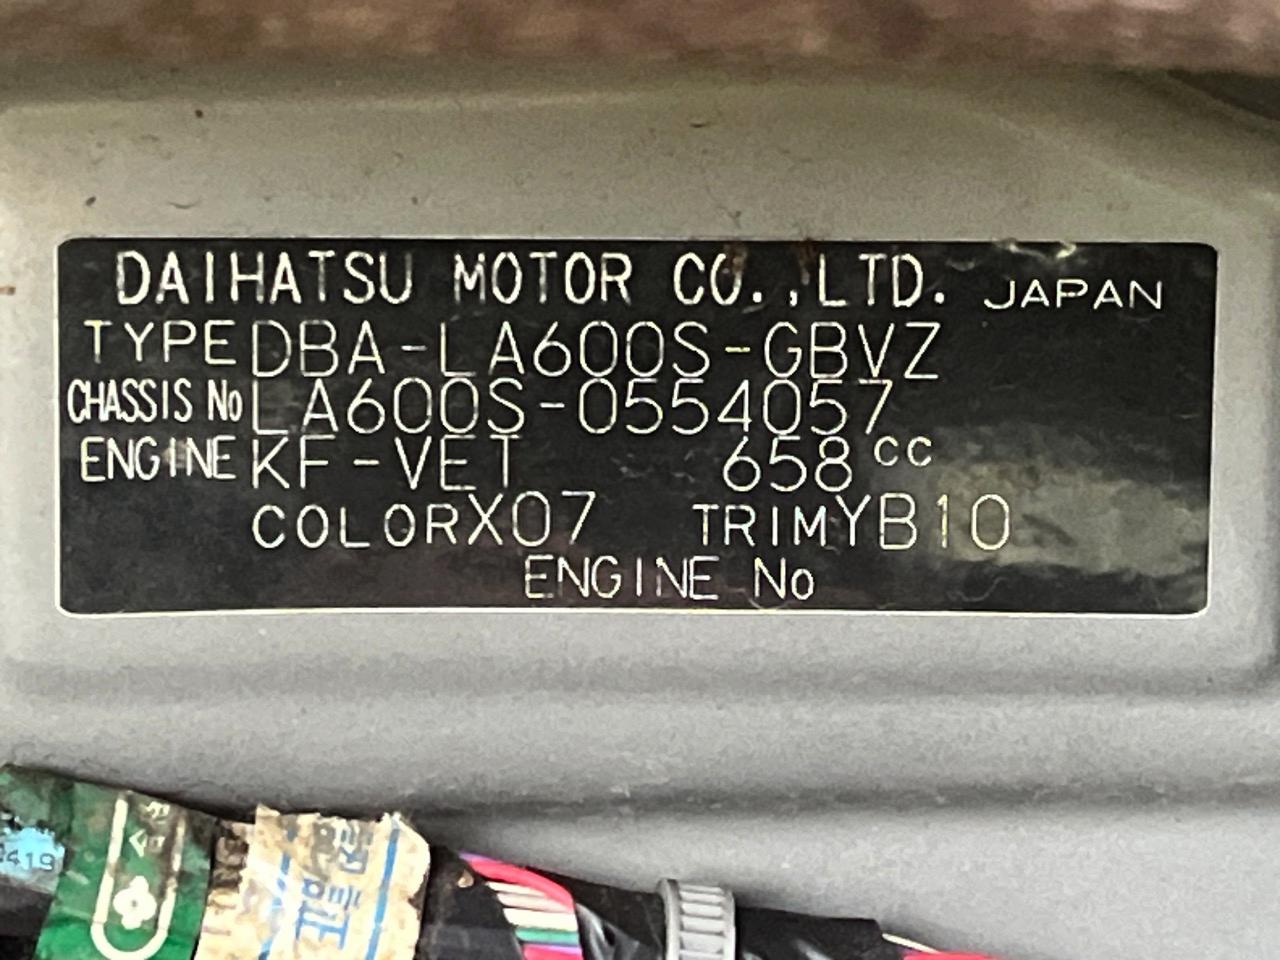 DAIHATSU MOTOR CO.,LTD. JAPAN
TYPE DBA-LA600S-GBVZ
CHASSIS No LA600S-0554057
ENGINE KF-VET 658cc
COLOR X07 TRIM YB10
ENGINE No
419